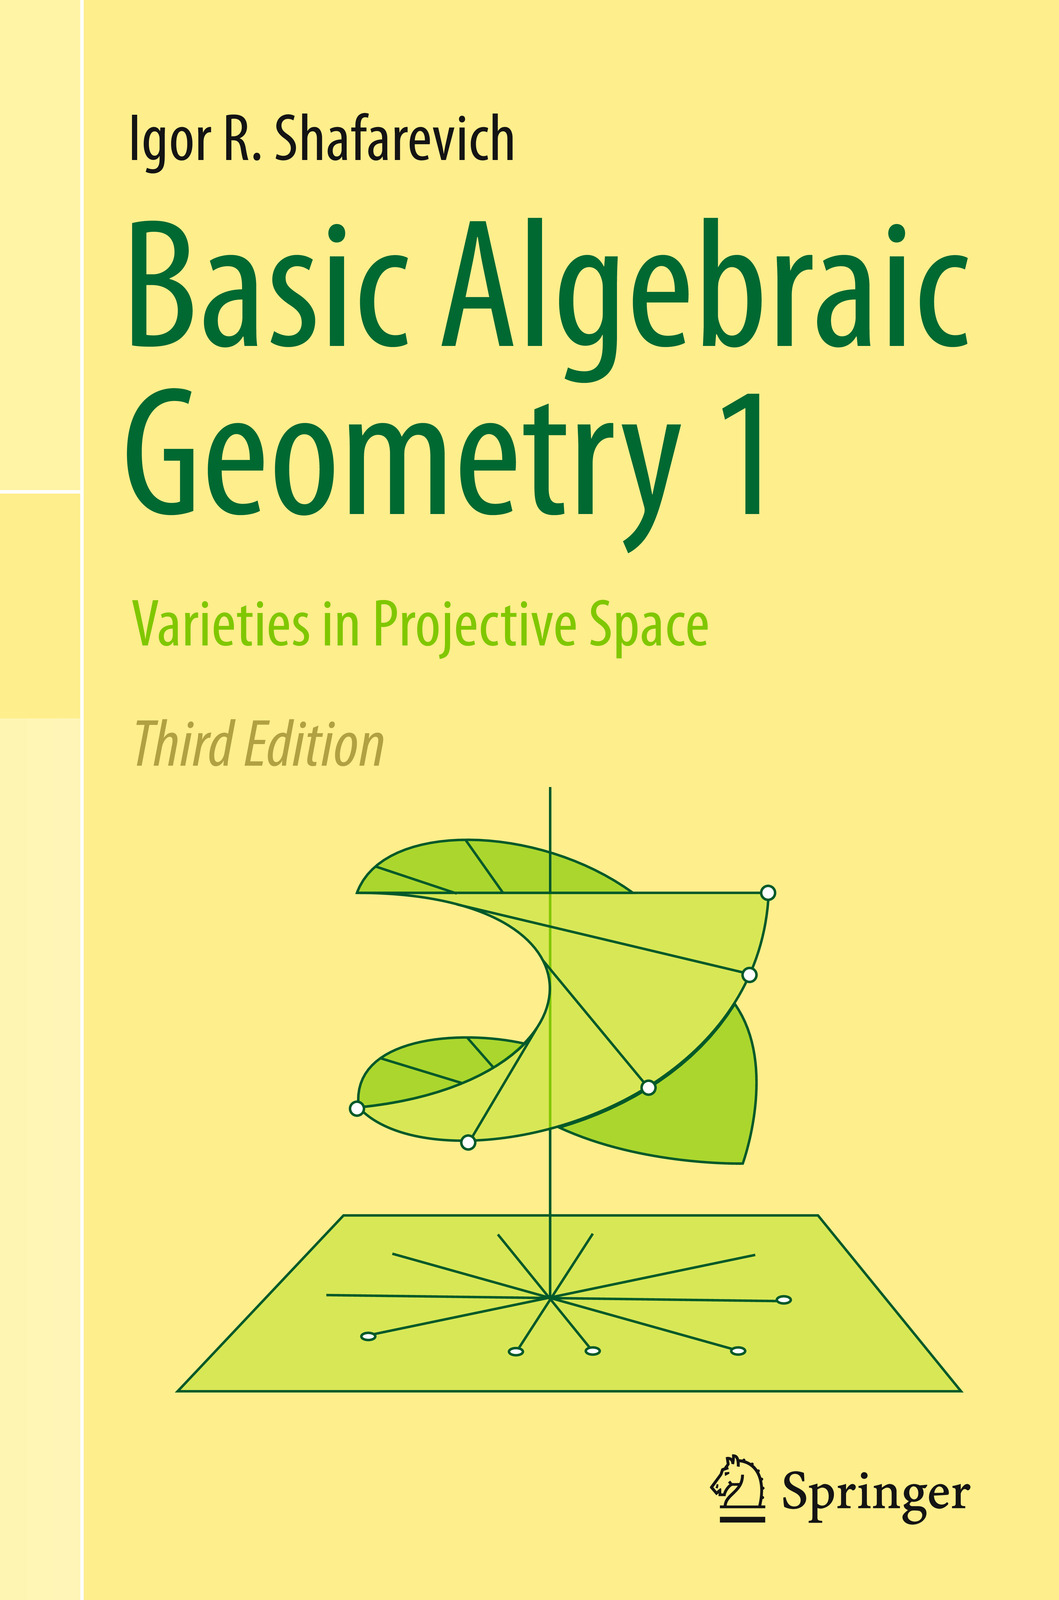 Igor R. Shafarevich
Basic Algebraic
Geometry 1
Varieties in Projective Space
Third Edition
Springer